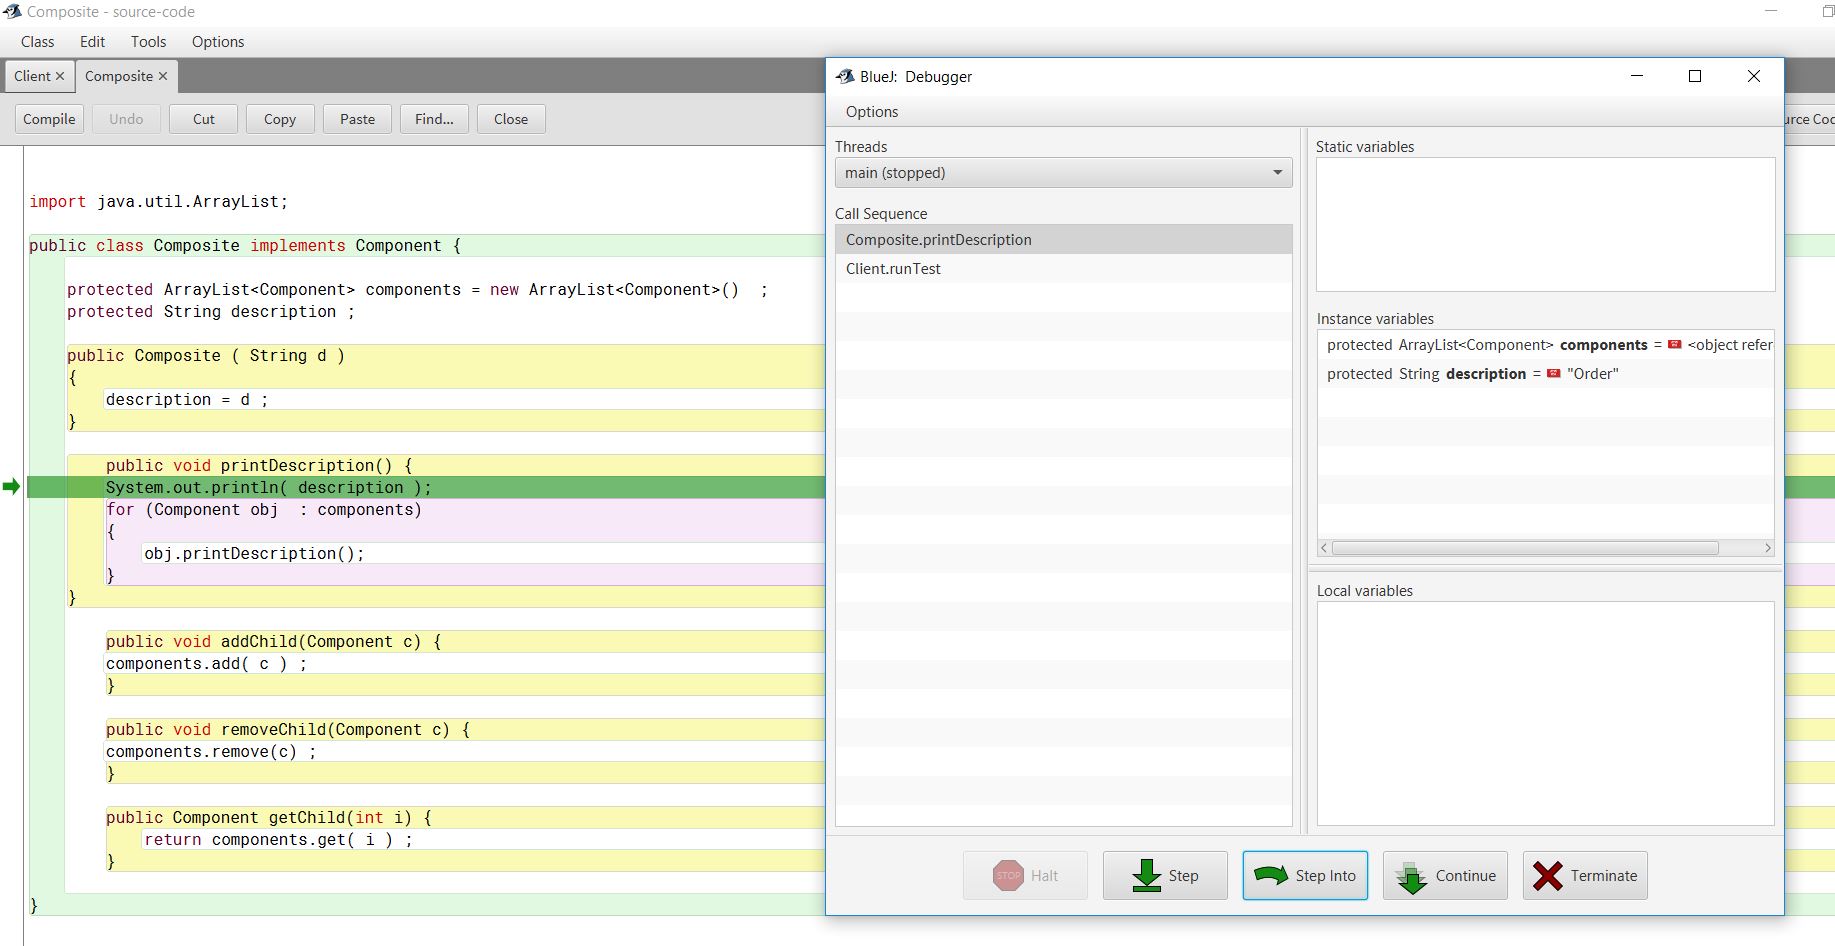 Composite - source-code
Class Edit Tools Options
Client × Composite ×
Compile Undo Cut Copy Paste Find... Close
import java.util.ArrayList;
public class Composite implements Component {
protected ArrayList<Component> components = new ArrayList<Component>()  ;
protected String description ;
public Composite ( String d )
{
description = d ;
}
public void printDescription() {
System.out.println( description );
for (Component obj  : components)
{
obj.printDescription();
}
}
public void addChild(Component c) {
components.add( c ) ;
}
public void removeChild(Component c) {
components.remove(c) ;
}
public Component getChild(int i) {
return components.get( i ) ;
}
}
BlueJ:  Debugger
Options
Threads
main (stopped)
Call Sequence
Composite.printDescription
Client.runTest
Static variables
Instance variables
protected ArrayList<Component> components = <object refer
protected String description = "Order"
Local variables
STOP Halt
Step
Step Into
Continue
Terminate